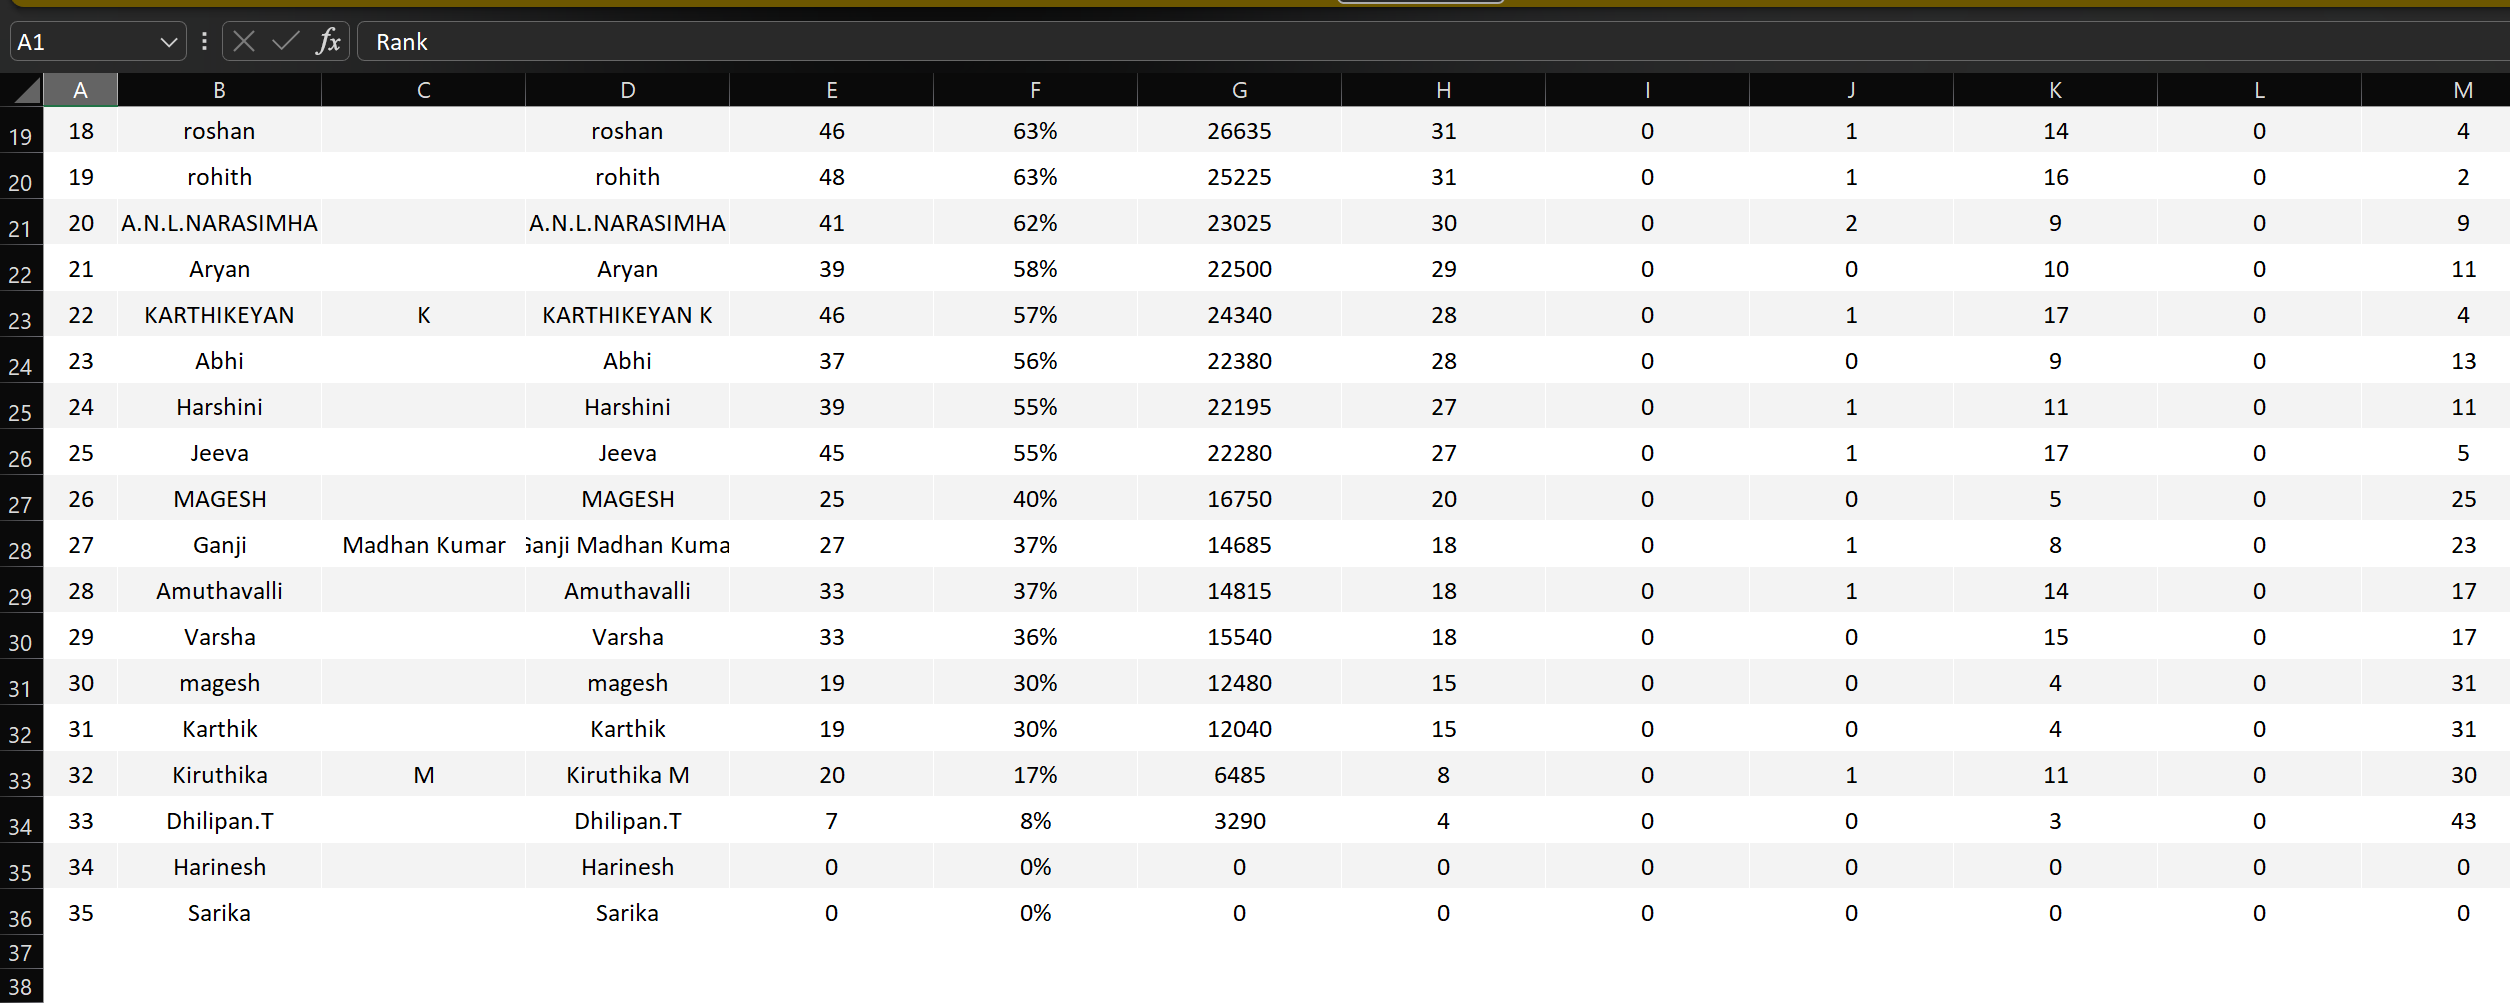 A1 fx Rank
A B C D E F G H I J K L M
19 18 roshan roshan 46 63% 26635 31 0 1 14 0 4
20 19 rohith rohith 48 63% 25225 31 0 1 16 0 2
21 20 A.N.L.NARASIMHA A.N.L.NARASIMHA 41 62% 23025 30 0 2 9 0 9
22 21 Aryan Aryan 39 58% 22500 29 0 0 10 0 11
23 22 KARTHIKEYAN K KARTHIKEYAN K 46 57% 24340 28 0 1 17 0 4
24 23 Abhi Abhi 37 56% 22380 28 0 0 9 0 13
25 24 Harshini Harshini 39 55% 22195 27 0 1 11 0 11
26 25 Jeeva Jeeva 45 55% 22280 27 0 1 17 0 5
27 26 MAGESH MAGESH 25 40% 16750 20 0 0 5 0 25
28 27 Ganji Madhan Kumar Ganji Madhan Kuma 27 37% 14685 18 0 1 8 0 23
29 28 Amuthavalli Amuthavalli 33 37% 14815 18 0 1 14 0 17
30 29 Varsha Varsha 33 36% 15540 18 0 0 15 0 17
31 30 magesh magesh 19 30% 12480 15 0 0 4 0 31
32 31 Karthik Karthik 19 30% 12040 15 0 0 4 0 31
33 32 Kiruthika M Kiruthika M 20 17% 6485 8 0 1 11 0 30
34 33 Dhilipan.T Dhilipan.T 7 8% 3290 4 0 0 3 0 43
35 34 Harinesh Harinesh 0 0% 0 0 0 0 0 0 0
36 35 Sarika Sarika 0 0% 0 0 0 0 0 0 0
37
38